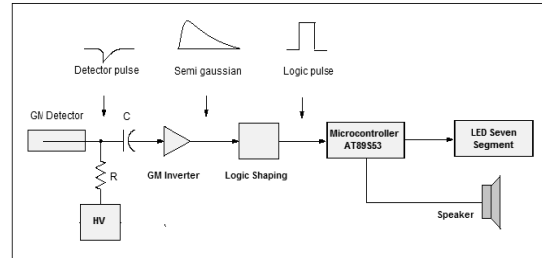 Detector pulse
Semi gaussian
Logic pulse
GM Detector
C
Microcontroller
AT89S53
LED Seven
Segment
R
GM Inverter
Logic Shaping
HV
Speaker